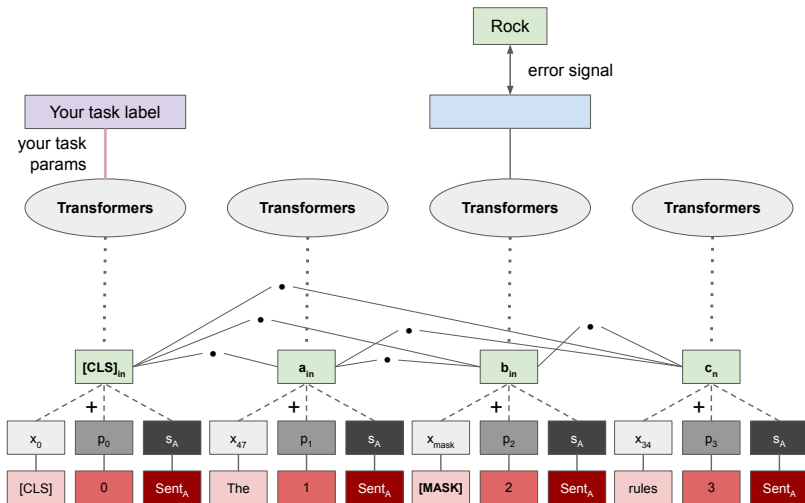 Rock
error signal
Your task label
your task
params
Transformers Transformers Transformers Transformers
[CLS]in ain bin cn
+ + + +
x0 p0 sA x47 p1 sA xmask p2 sA x34 p3 sA
[CLS] 0 SentA The 1 SentA [MASK] 2 SentA rules 3 SentA